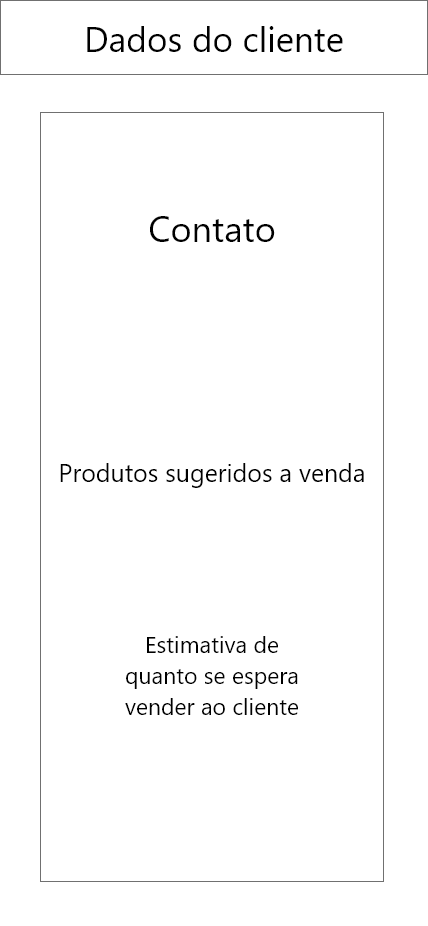 Dados do cliente
Contato
Produtos sugeridos a venda
Estimativa de
quanto se espera
vender ao cliente